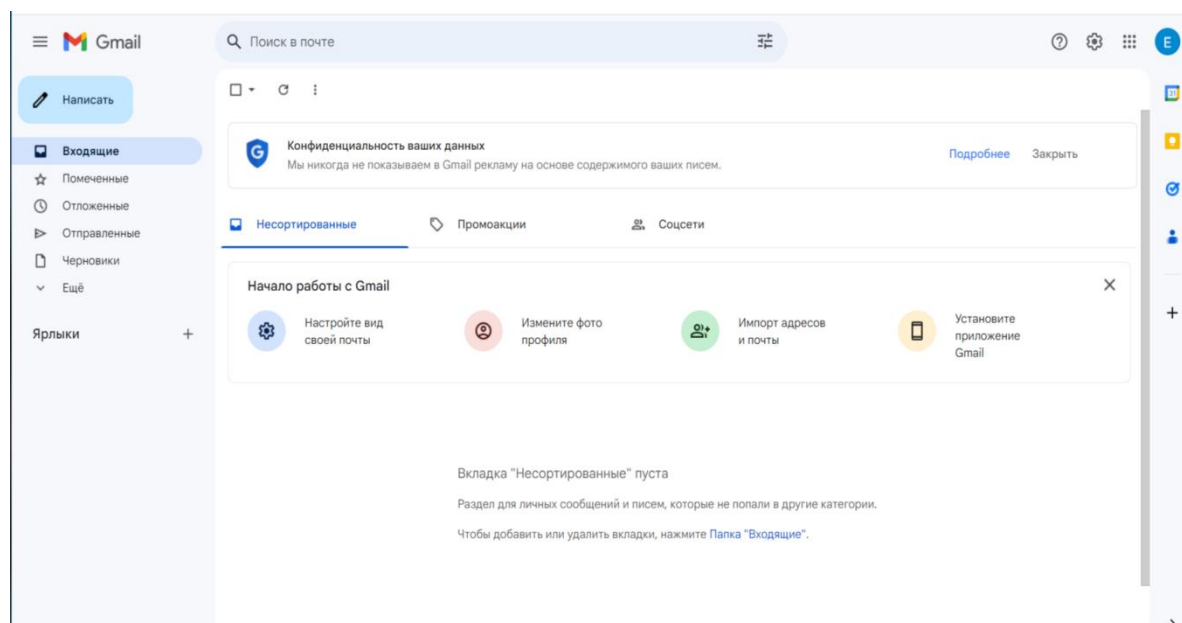 Gmail
Поиск в почте
E
Написать
31
Входящие
Помеченные
Отложенные
Отправленные
Черновики
Ещё
Ярлыки
G
Конфиденциальность ваших данных
Мы никогда не показываем в Gmail рекламу на основе содержимого ваших писем.
Подробнее
Закрыть
Несортированные
Промоакции
Соцсети
Начало работы с Gmail
Настройте вид
своей почты
Измените фото
профиля
Импорт адресов
и почты
Установите
приложение
Gmail
Вкладка "Несортированные" пуста
Раздел для личных сообщений и писем, которые не попали в другие категории.
Чтобы добавить или удалить вкладки, нажмите Папка "Входящие".